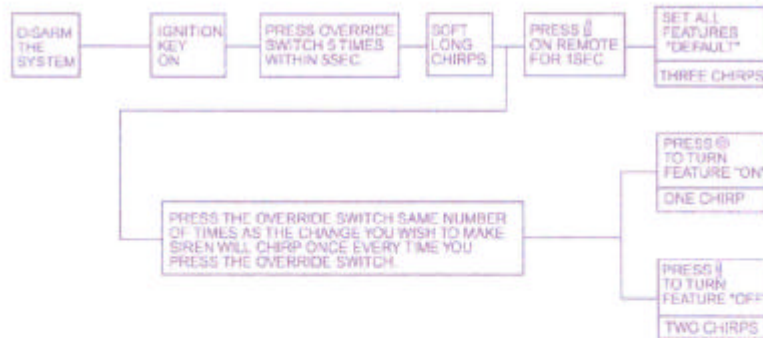 DISARM
THE
SYSTEM
IGNITION
KEY
ON
PRESS OVERRIDE
SWITCH 5 TIMES
WITHIN 5SEC.
SOFT
LONG
CHIRPS
PRESS
ON REMOTE
FOR 1SEC
SET ALL
FEATURES
"DEFAULT"
THREE CHIRPS
PRESS
TO TURN
FEATURE "ON"
ONE CHIRP
PRESS THE OVERRIDE SWITCH SAME NUMBER
OF TIMES AS THE CHANGE YOU WISH TO MAKE
SIREN WILL CHIRP ONCE EVERY TIME YOU
PRESS THE OVERRIDE SWITCH.
PRESS
TO TURN
FEATURE "OFF
TWO CHIRPS